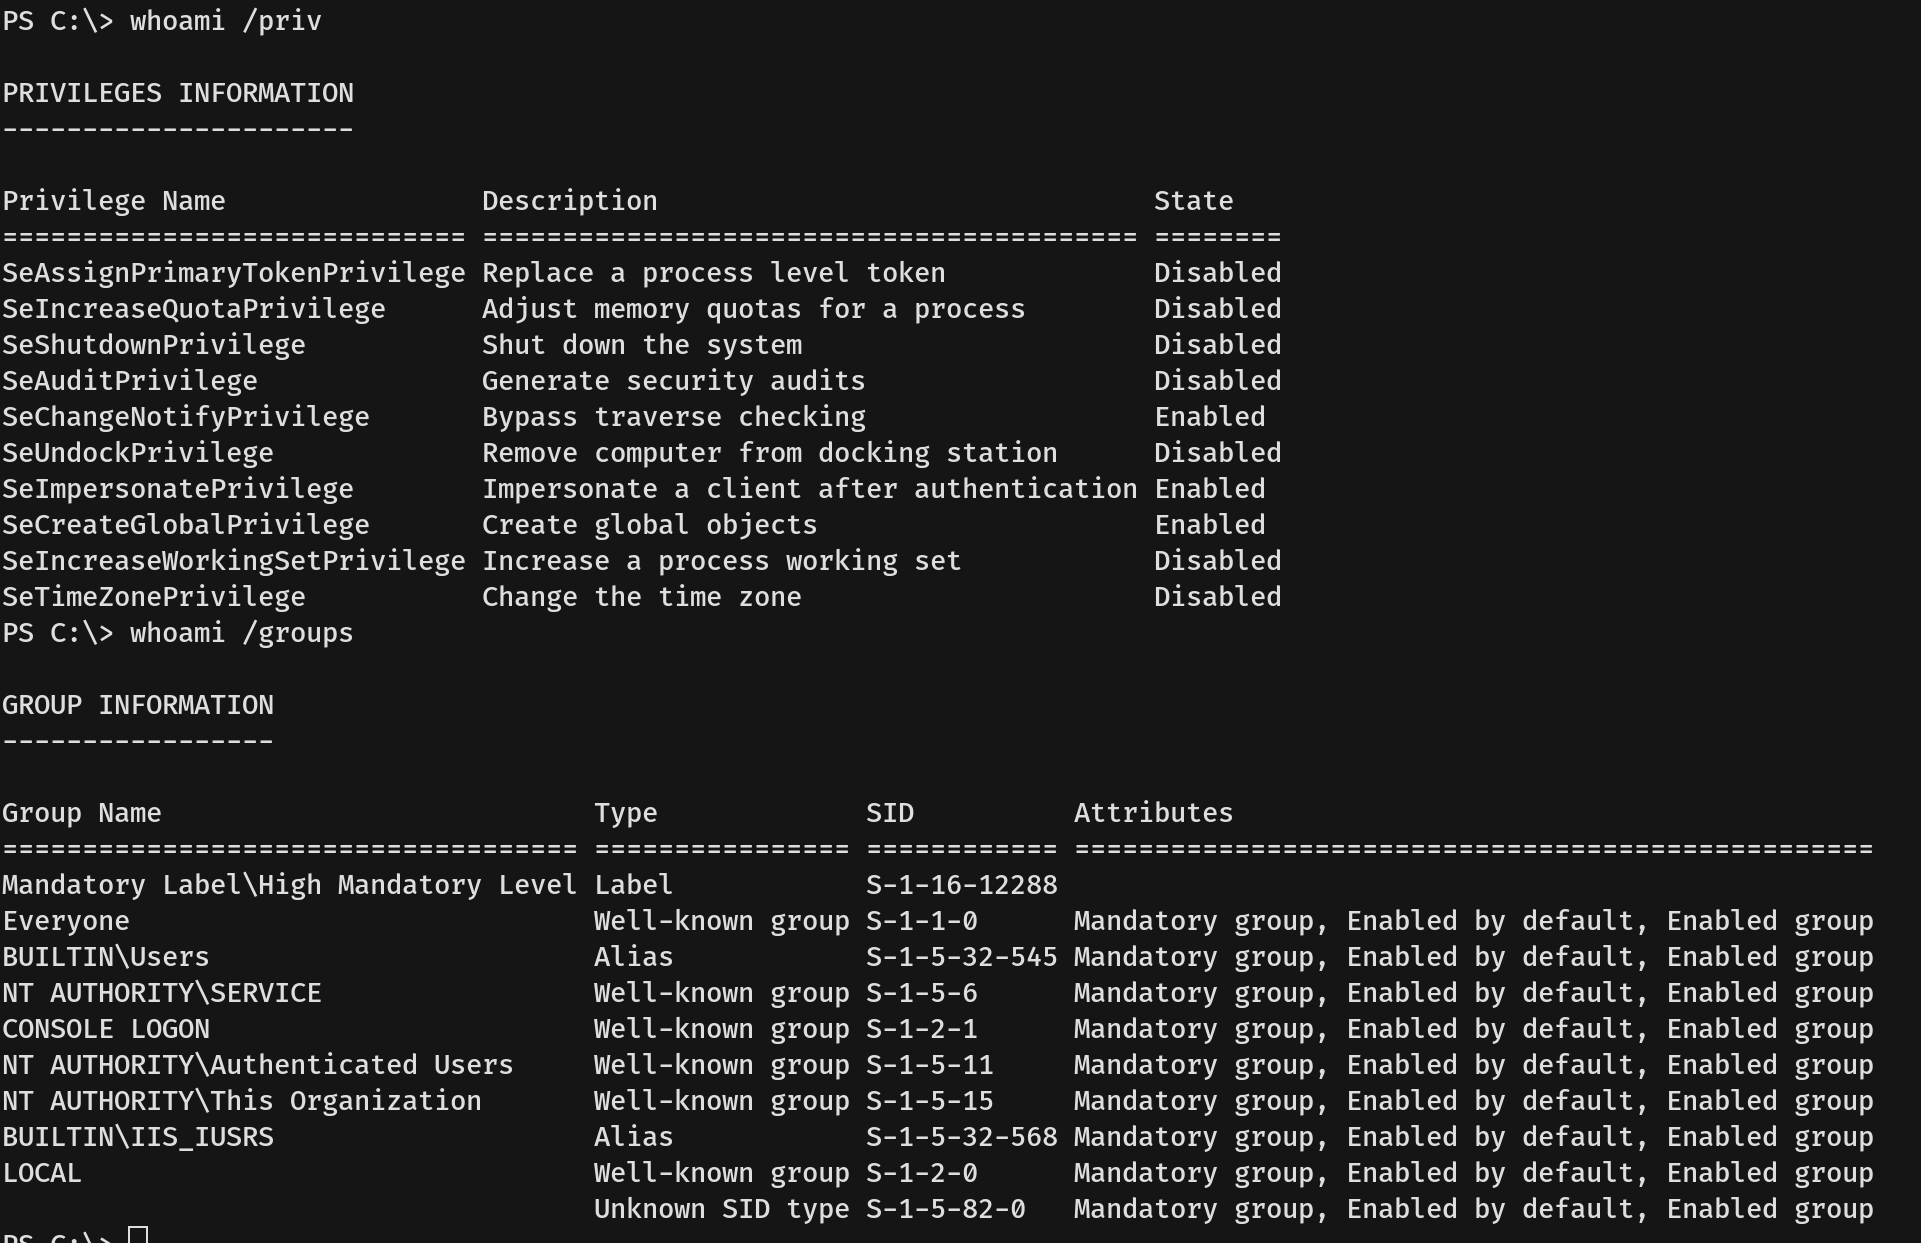 PS C:\> whoami /priv
PRIVILEGES INFORMATION
----------------------
Privilege Name                Description                               State
============================= ========================================= ========
SeAssignPrimaryTokenPrivilege Replace a process level token             Disabled
SeIncreaseQuotaPrivilege      Adjust memory quotas for a process        Disabled
SeShutdownPrivilege           Shut down the system                      Disabled
SeAuditPrivilege              Generate security audits                  Disabled
SeChangeNotifyPrivilege       Bypass traverse checking                  Enabled
SeUndockPrivilege             Remove computer from docking station      Disabled
SeImpersonatePrivilege        Impersonate a client after authentication Enabled
SeCreateGlobalPrivilege       Create global objects                     Enabled
SeIncreaseWorkingSetPrivilege Increase a process working set            Disabled
SeTimeZonePrivilege           Change the time zone                      Disabled
PS C:\> whoami /groups
GROUP INFORMATION
-----------------
Group Name                           Type             SID          Attributes
==================================== ================ ============ ==================================================
Mandatory Label\High Mandatory Level Label            S-1-16-12288
Everyone                             Well-known group S-1-1-0      Mandatory group, Enabled by default, Enabled group
BUILTIN\Users                        Alias            S-1-5-32-545 Mandatory group, Enabled by default, Enabled group
NT AUTHORITY\SERVICE                 Well-known group S-1-5-6      Mandatory group, Enabled by default, Enabled group
CONSOLE LOGON                        Well-known group S-1-2-1      Mandatory group, Enabled by default, Enabled group
NT AUTHORITY\Authenticated Users     Well-known group S-1-5-11     Mandatory group, Enabled by default, Enabled group
NT AUTHORITY\This Organization       Well-known group S-1-5-15     Mandatory group, Enabled by default, Enabled group
BUILTIN\IIS_IUSRS                    Alias            S-1-5-32-568 Mandatory group, Enabled by default, Enabled group
LOCAL                                Well-known group S-1-2-0      Mandatory group, Enabled by default, Enabled group
                                     Unknown SID type S-1-5-82-0   Mandatory group, Enabled by default, Enabled group
PS C:\>